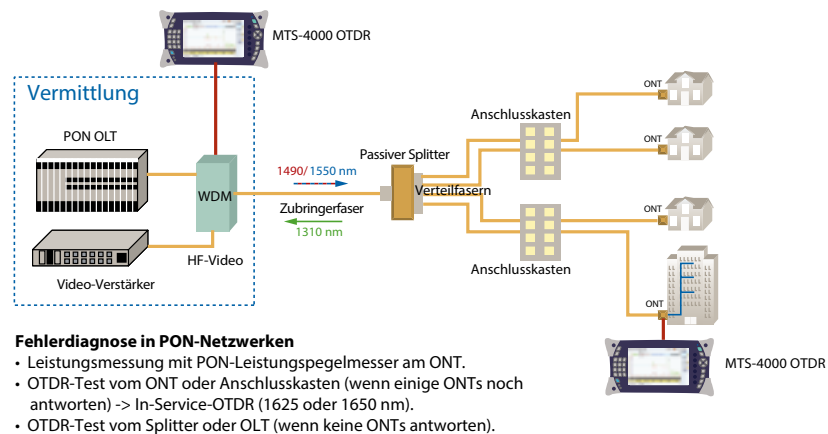 MTS-4000 OTDR
Vermittlung
PON OLT
WDM
HF-Video
Video-Verstärker
1490/1550 nm
Zubringerfaser
1310 nm
Passiver Splitter
Verteilfasern
Anschlusskasten
Anschlusskasten
ONT
ONT
ONT
ONT
MTS-4000 OTDR
Fehlerdiagnose in PON-Netzwerken
• Leistungsmessung mit PON-Leistungspegelmesser am ONT.
• OTDR-Test vom ONT oder Anschlusskasten (wenn einige ONTs noch
antworten) -> In-Service-OTDR (1625 oder 1650 nm).
• OTDR-Test vom Splitter oder OLT (wenn keine ONTs antworten).